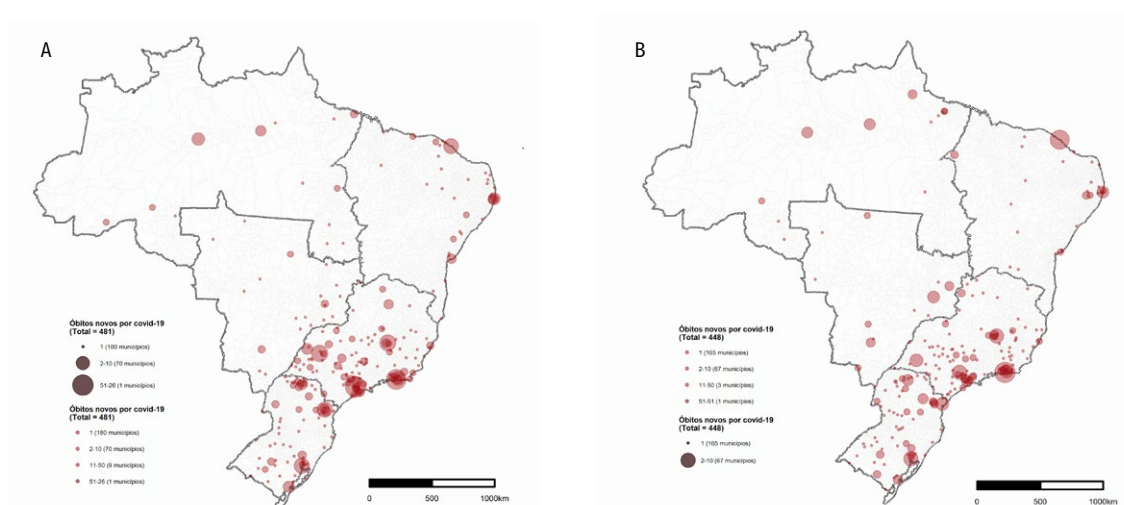 A
Óbitos novos por covid-19
(Total = 481)
1 (180 municípios)
2-10 (70 municípios)
51-26 (1 municípios)
Óbitos novos por covid-19
(Total = 481)
1 (180 municípios)
2-10 (70 municípios)
11-50 (6 municípios)
51-26 (1 municípios)
0 500 1000km
B
Óbitos novos por covid-19
(Total = 448)
1 (165 municípios)
2-10 (67 municípios)
11-50 (3 municípios)
51-51 (1 municípios)
Óbitos novos por covid-19
(Total = 448)
1 (165 municípios)
2-10 (67 municípios)
0 500 1000km